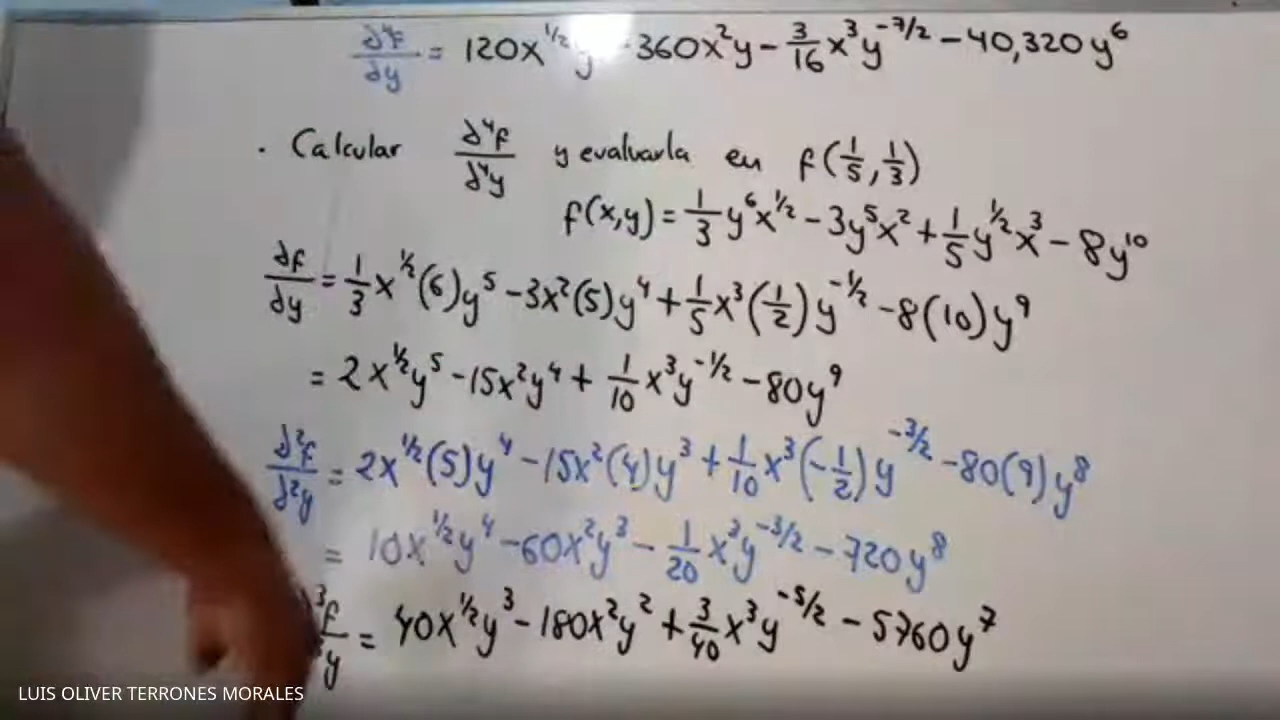 ∂⁴f/∂y = 120x^1/2 y - 360x²y - 3/16 x³y^-7/2 - 40,320y⁶
. Calcular ∂⁴f/∂⁴y y evaluarla en f(1/5, 1/3)
f(x,y) = 1/3 y⁶x^1/2 - 3y⁵x² + 1/5 y^1/2 x³ - 8y¹⁰
∂f/∂y = 1/3 x^1/2 (6)y⁵ - 3x²(5)y⁴ + 1/5 x³(1/2)y^-1/2 - 8(10)y⁹
= 2x^1/2 y⁵ - 15x²y⁴ + 1/10 x³y^-1/2 - 80y⁹
∂²f/∂²y = 2x^1/2 (5)y⁴ - 15x²(4)y³ + 1/10 x³(-1/2)y^-3/2 - 80(9)y⁸
= 10x^1/2 y⁴ - 60x²y³ - 1/20 x³y^-3/2 - 720y⁸
³f/y = 40x^1/2 y³ - 180x²y² + 3/40 x³y^-5/2 - 5760y⁷
LUIS OLIVER TERRONES MORALES